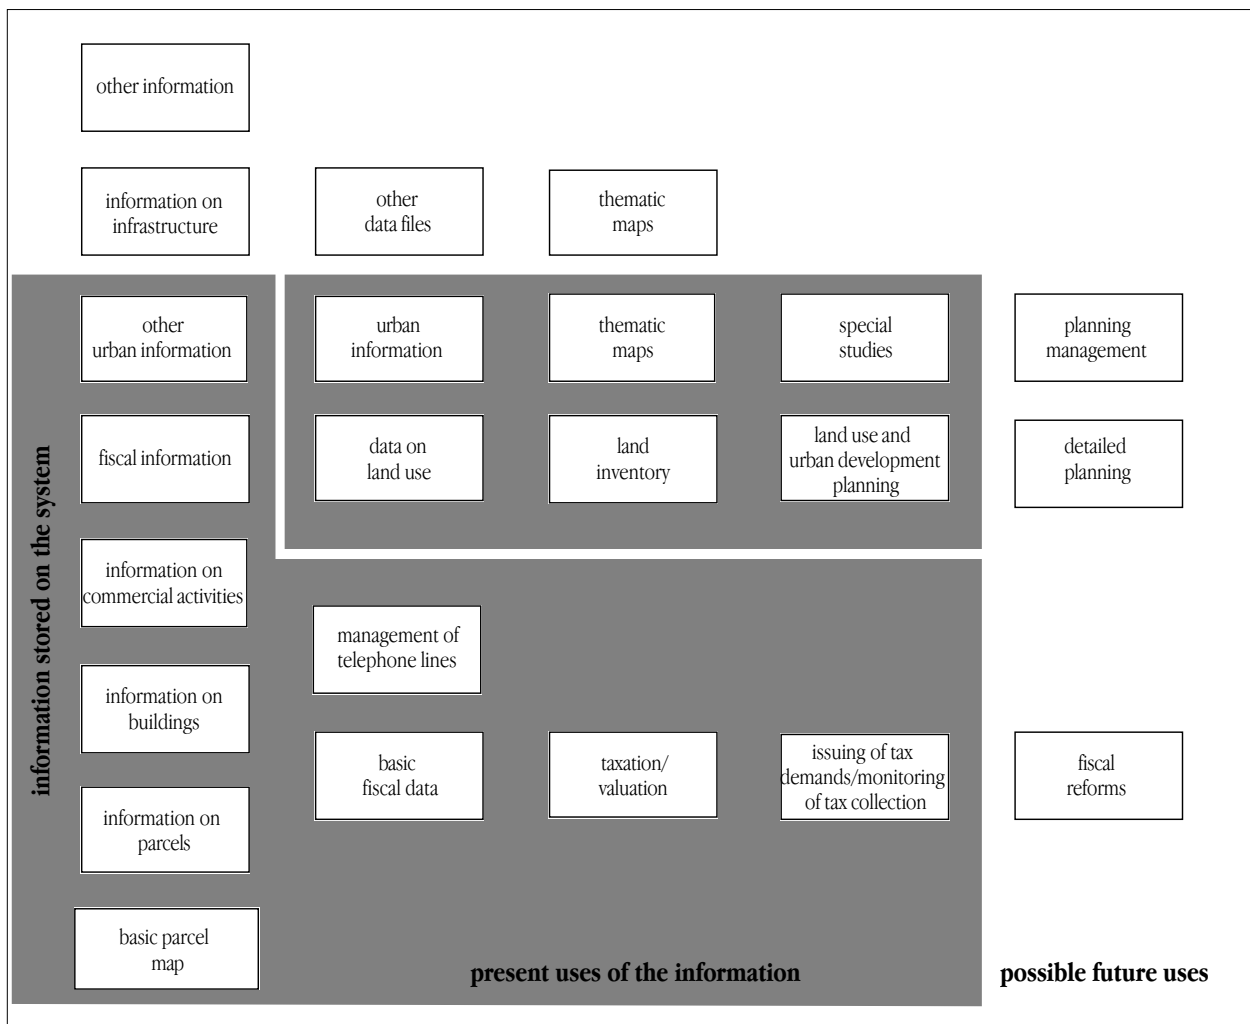 other information
information on
infrastructure
other
data files
thematic
maps
other
urban information
urban
information
thematic
maps
special
studies
planning
management
fiscal information
data on
land use
land
inventory
land use and
urban development
planning
detailed
planning
information stored on the system
information on
commercial activities
management of
telephone lines
information on
buildings
basic
fiscal data
taxation/
valuation
issuing of tax
demands/monitoring
of tax collection
fiscal
reforms
information on
parcels
basic parcel
map
present uses of the information
possible future uses